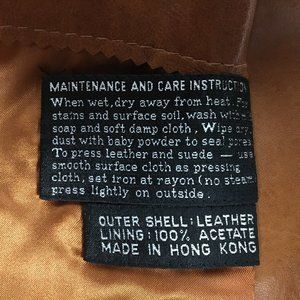 MAINTENANCE AND CARE INSTRUCTION
When wet, dry away from heat. For
stains and surface soil, wash with
soap and soft damp cloth, Wipe dry,
dust with baby powder to seal pores
To press leather and suede — use
smooth surface cloth as pressing
cloth, set iron at rayon (no steam
press lightly on outside.
OUTER SHELL: LEATHER
LINING: 100% ACETATE
MADE IN HONG KONG